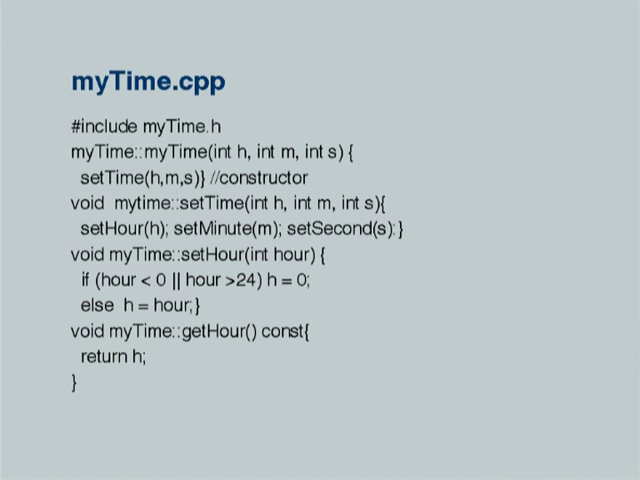 myTime.cpp
#include myTime.h
myTime::myTime(int h, int m, int s) {
setTime(h,m,s)} //constructor
void mytime::setTime(int h, int m, int s){
setHour(h); setMinute(m); setSecond(s);}
void myTime::setHour(int hour) {
if (hour < 0 || hour >24) h = 0;
else h = hour;}
void myTime::getHour() const{
return h;
}